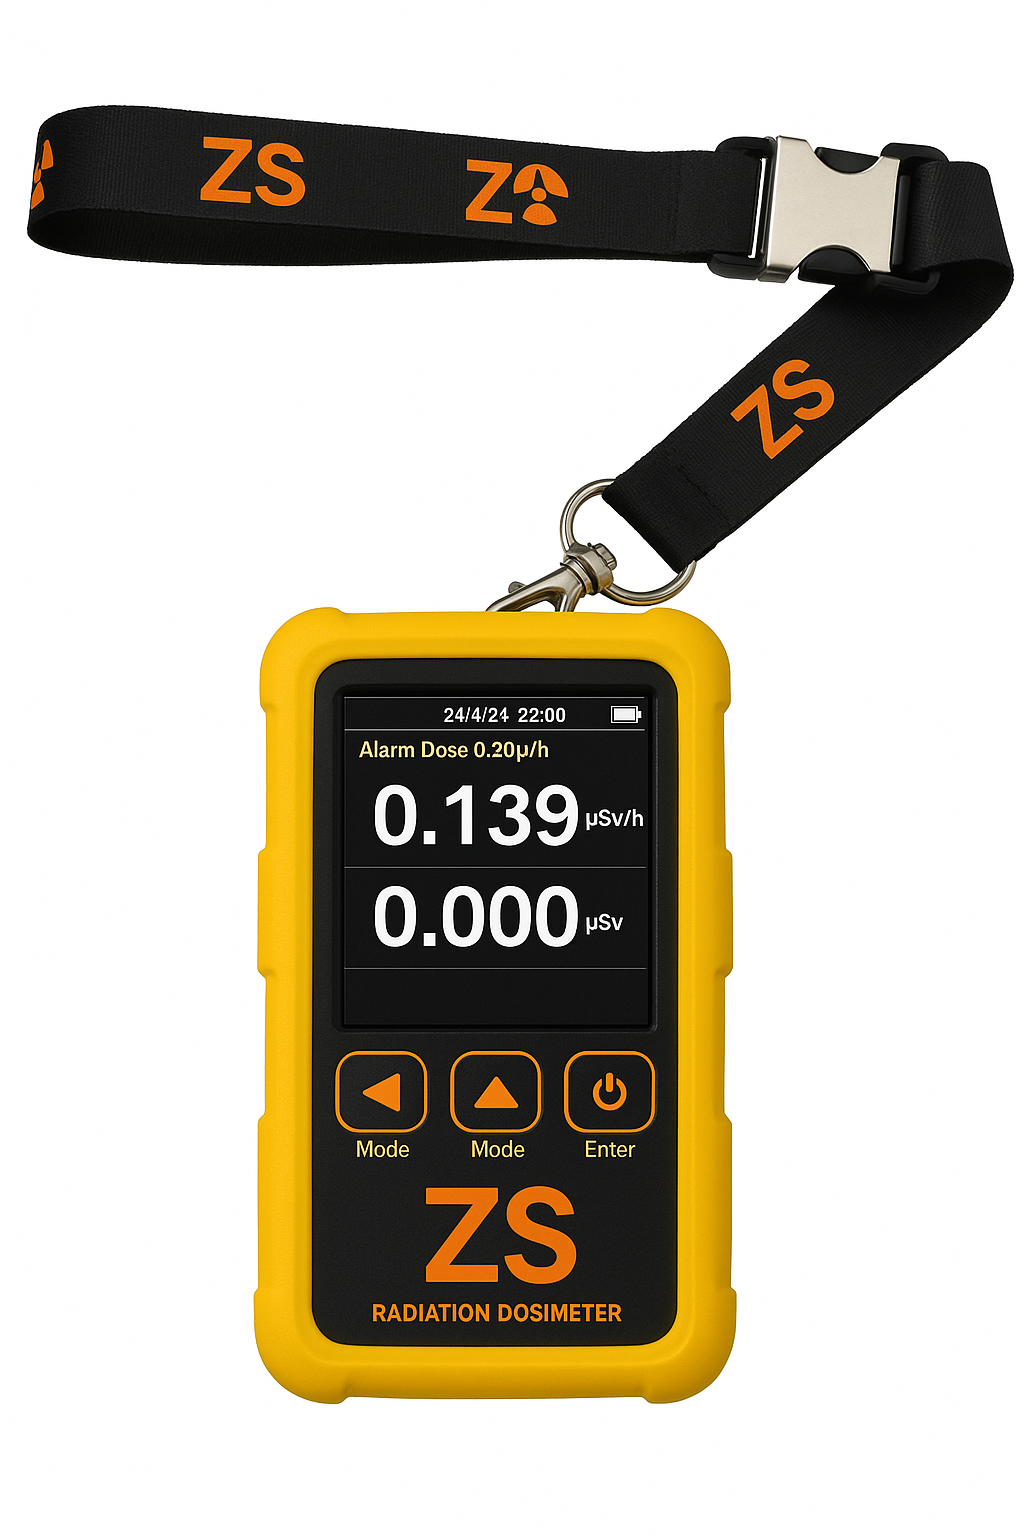 ZS
Z
ZS
24/4/24 22:00
Alarm Dose 0.20µ/h
0.139 µSv/h
0.000 µSv
Mode Mode Enter
ZS
RADIATION DOSIMETER